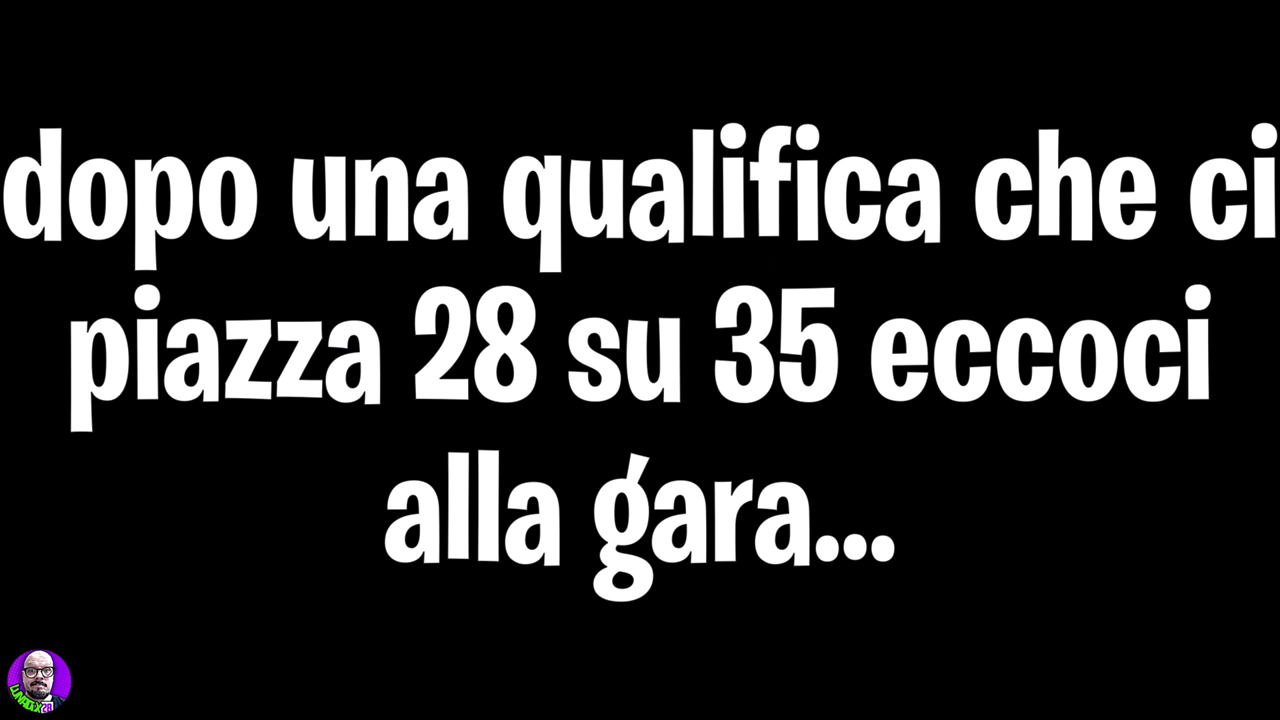 dopo una qualifica che ci
piazza 28 su 35 eccoci
alla gara...